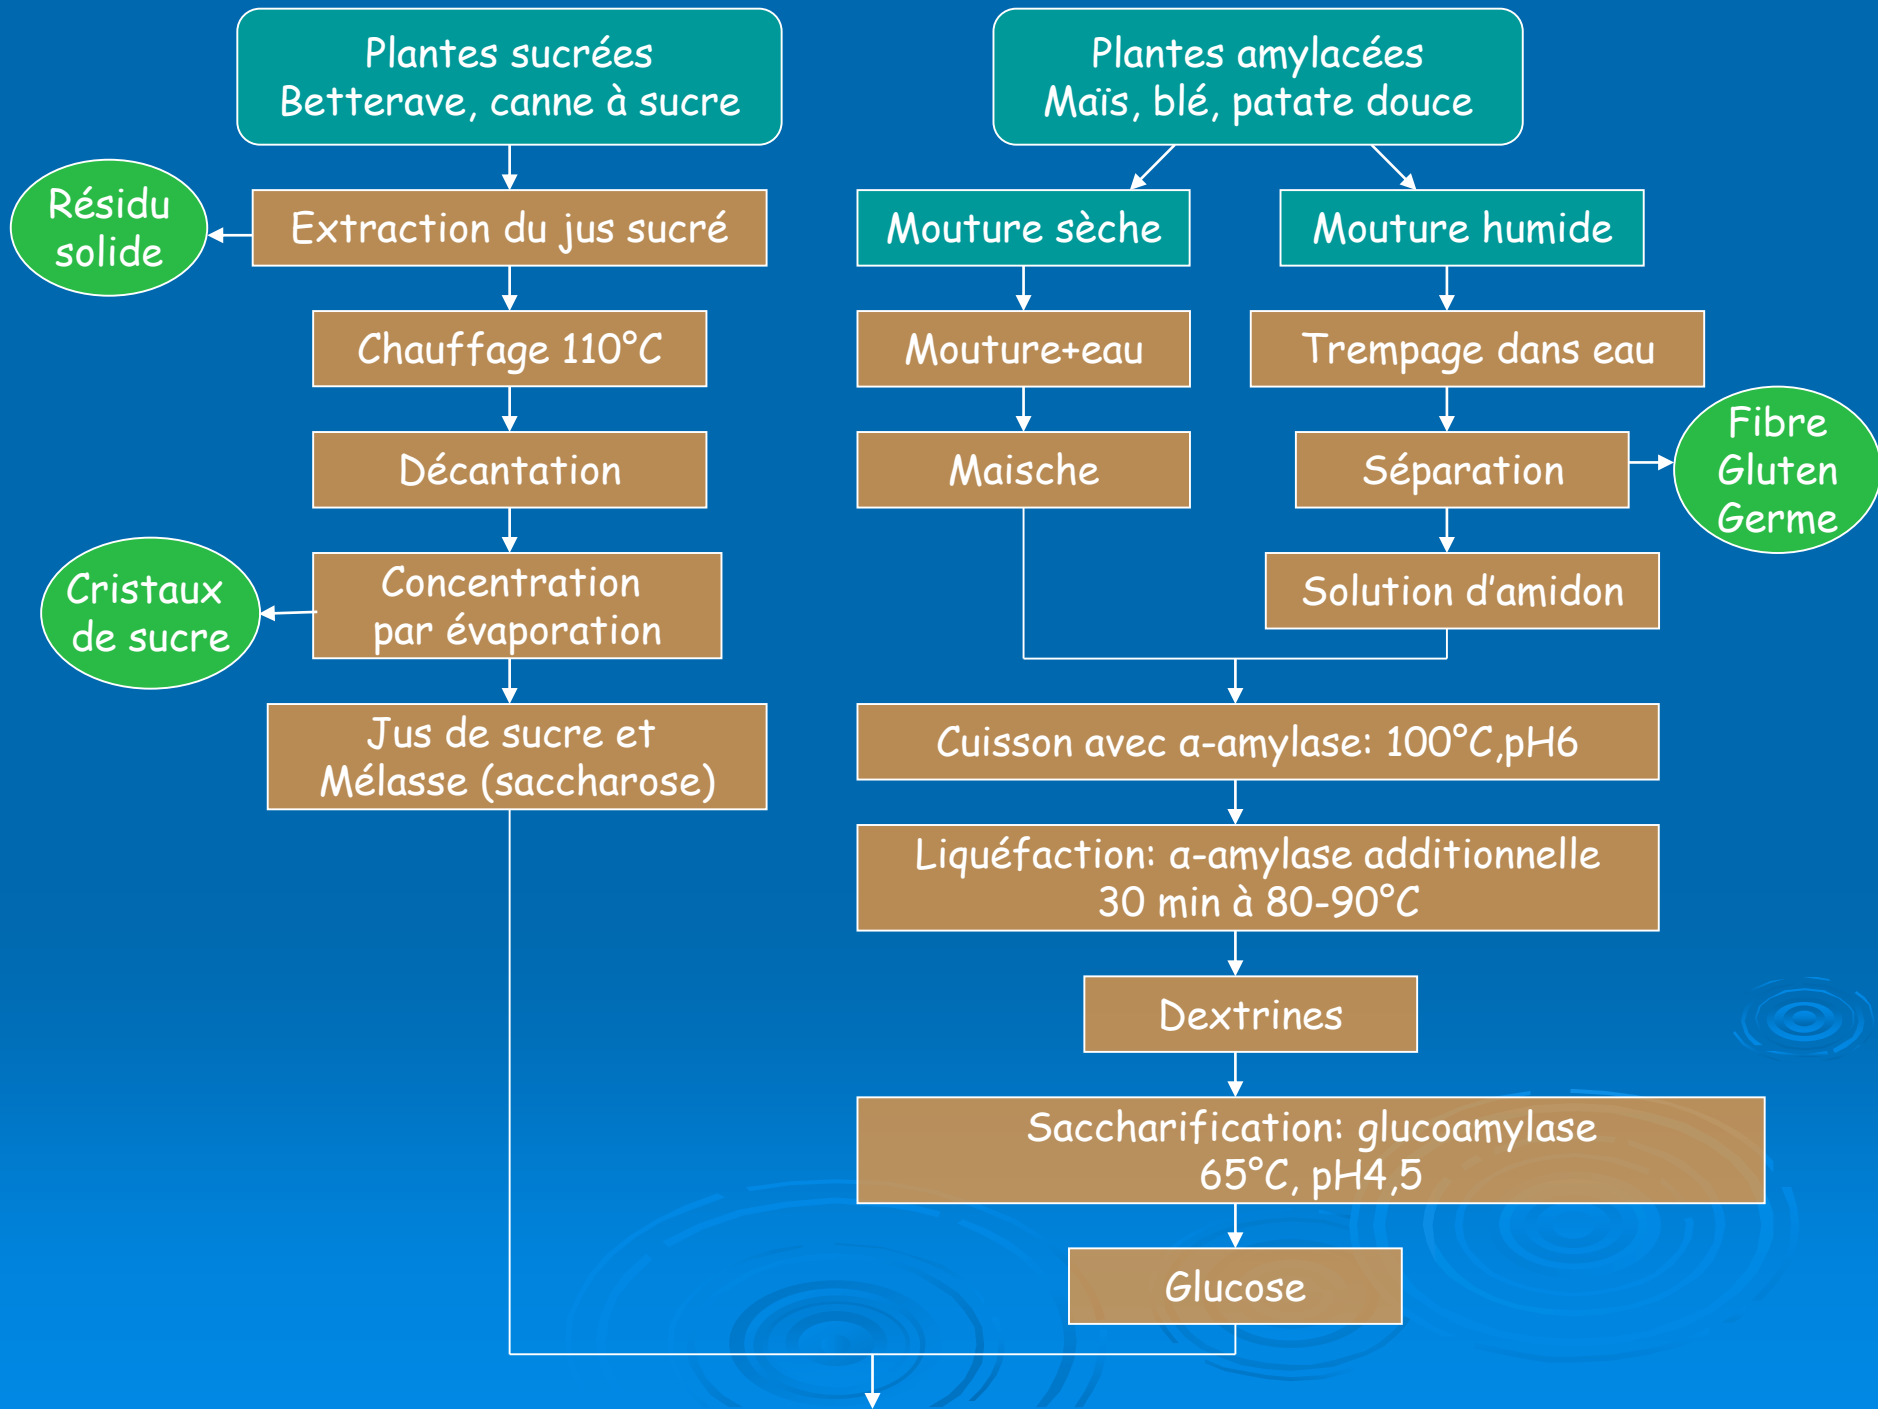 Plantes sucrées
Betterave, canne à sucre
Résidu
solide
Extraction du jus sucré
Chauffage 110°C
Décantation
Cristaux
de sucre
Concentration
par évaporation
Jus de sucre et
Mélasse (saccharose)
Plantes amylacées
Maïs, blé, patate douce
Mouture sèche
Mouture+eau
Maische
Mouture humide
Trempage dans eau
Séparation
Fibre
Gluten
Germe
Solution d’amidon
Cuisson avec α-amylase: 100°C,pH6
Liquéfaction: α-amylase additionnelle
30 min à 80-90°C
Dextrines
Saccharification: glucoamylase
65°C, pH4,5
Glucose